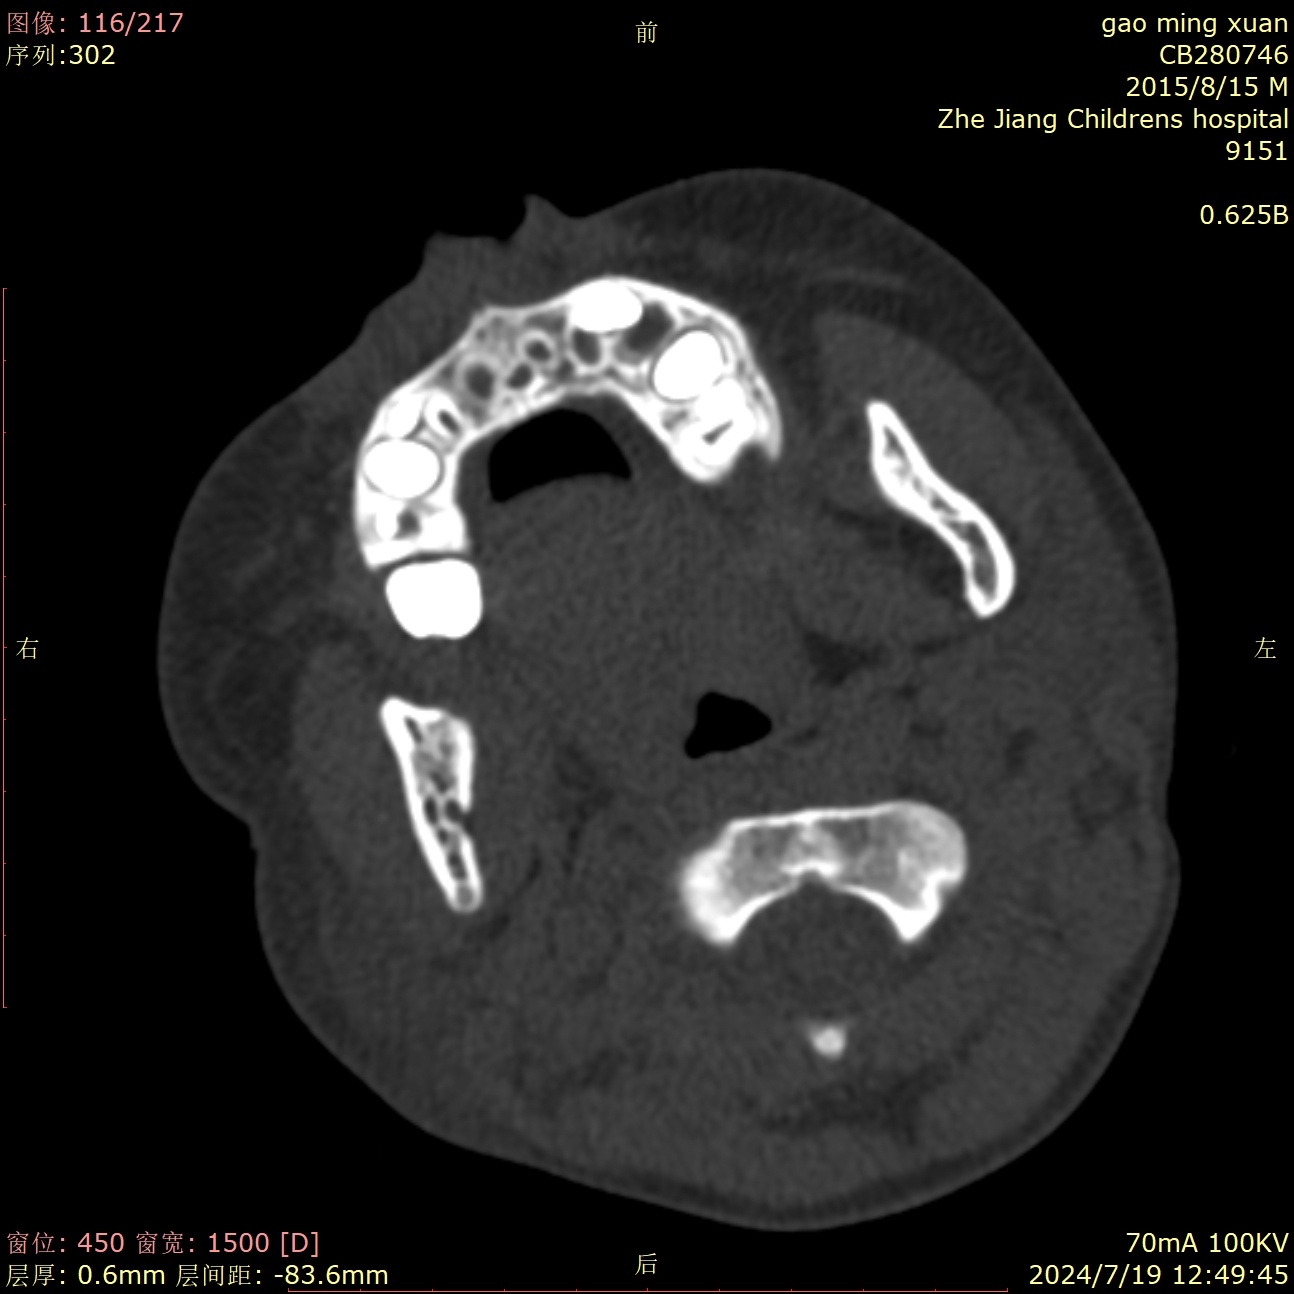 图像: 116/217
序列:302
前
gao ming xuan
CB280746
2015/8/15 M
Zhe Jiang Childrens hospital
9151
0.625B
右
左
窗位: 450 窗宽: 1500 [D]
层厚: 0.6mm 层间距: -83.6mm
后
70mA 100KV
2024/7/19 12:49:45